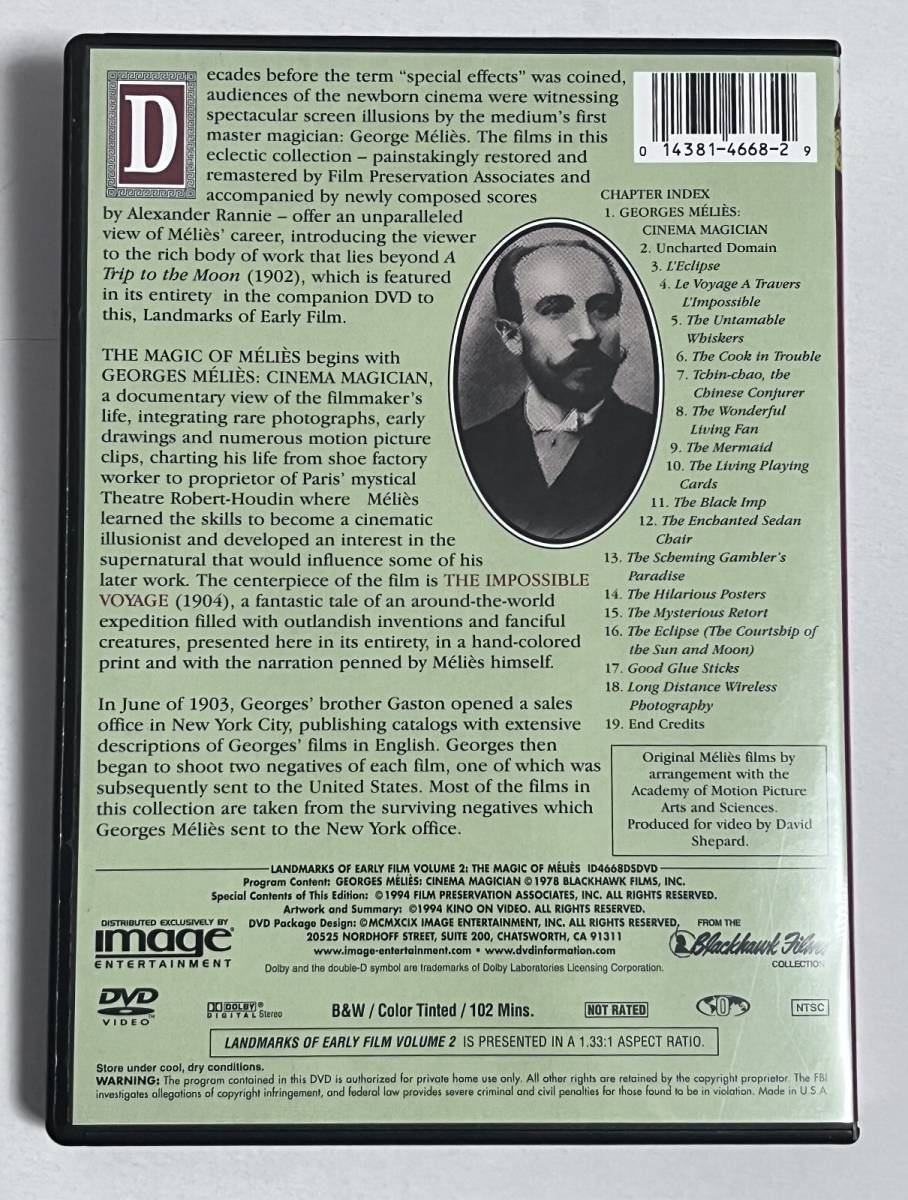 Decades before the term “special effects” was coined,
audiences of the newborn cinema were witnessing
spectacular screen illusions by the medium’s first
master magician: George Méliès. The films in this
eclectic collection – painstakingly restored and
remastered by Film Preservation Associates and
accompanied by newly composed scores
by Alexander Rannie – offer an unparalleled
view of Méliès’ career, introducing the viewer
to the rich body of work that lies beyond A
Trip to the Moon (1902), which is featured
in its entirety in the companion DVD to
this, Landmarks of Early Film.
THE MAGIC OF MÉLIÈS begins with
GEORGES MÉLIÈS: CINEMA MAGICIAN,
a documentary view of the filmmaker’s
life, integrating rare photographs, early
drawings and numerous motion picture
clips, charting his life from shoe factory
worker to proprietor of Paris’ mystical
Theatre Robert-Houdin where Méliès
learned the skills to become a cinematic
illusionist and developed an interest in the
supernatural that would influence some of his
later work. The centerpiece of the film is THE IMPOSSIBLE
VOYAGE (1904), a fantastic tale of an around-the-world
expedition filled with outlandish inventions and fanciful
creatures, presented here in its entirety, in a hand-colored
print and with the narration penned by Méliès himself.
In June of 1903, Georges’ brother Gaston opened a sales
office in New York City, publishing catalogs with extensive
descriptions of Georges’ films in English. Georges then
began to shoot two negatives of each film, one of which was
subsequently sent to the United States. Most of the films in
this collection are taken from the surviving negatives which
Georges Méliès sent to the New York office.
0 14381-4668-2 9
CHAPTER INDEX
1. GEORGES MÉLIÈS:
CINEMA MAGICIAN
2. Uncharted Domain
3. L’Eclipse
4. Le Voyage A Travers
L’Impossible
5. The Untamable
Whiskers
6. The Cook in Trouble
7. Tchin-chao, the
Chinese Conjurer
8. The Wonderful
Living Fan
9. The Mermaid
10. The Living Playing
Cards
11. The Black Imp
12. The Enchanted Sedan
Chair
13. The Scheming Gambler’s
Paradise
14. The Hilarious Posters
15. The Mysterious Retort
16. The Eclipse (The Courtship of
the Sun and Moon)
17. Good Glue Sticks
18. Long Distance Wireless
Photography
19. End Credits
Original Méliès films by
arrangement with the
Academy of Motion Picture
Arts and Sciences.
Produced for video by David
Shepard.
LANDMARKS OF EARLY FILM VOLUME 2: THE MAGIC OF MÉLIÈS ID4668DSDVD
Program Content: GEORGES MÉLIÈS: CINEMA MAGICIAN ©1978 BLACKHAWK FILMS, INC.
Special Contents of This Edition: ©1994 FILM PRESERVATION ASSOCIATES, INC. ALL RIGHTS RESERVED.
Artwork and Summary: ©1994 KINO ON VIDEO. ALL RIGHTS RESERVED.
DVD Package Design: ©MCMXCIX IMAGE ENTERTAINMENT, INC. ALL RIGHTS RESERVED.
20525 NORDHOFF STREET, SUITE 200, CHATSWORTH, CA 91311
www.image-entertainment.com • www.dvdinformation.com
Dolby and the double-D symbol are trademarks of Dolby Laboratories Licensing Corporation.
DISTRIBUTED EXCLUSIVELY BY
image®
ENTERTAINMENT
FROM THE
Blackhawk Films
COLLECTION
DVD
VIDEO™
DOLBY®
DIGITAL Stereo
B&W / Color Tinted / 102 Mins.
NOT RATED
0
NTSC
LANDMARKS OF EARLY FILM VOLUME 2 IS PRESENTED IN A 1.33:1 ASPECT RATIO.
Store under cool, dry conditions.
WARNING: The program contained in this DVD is authorized for private home use only. All other rights are retained by the copyright proprietor. The FBI
investigates allegations of copyright infringement, and federal law provides severe criminal and civil penalties for those found to be in violation. Made in U.S.A.